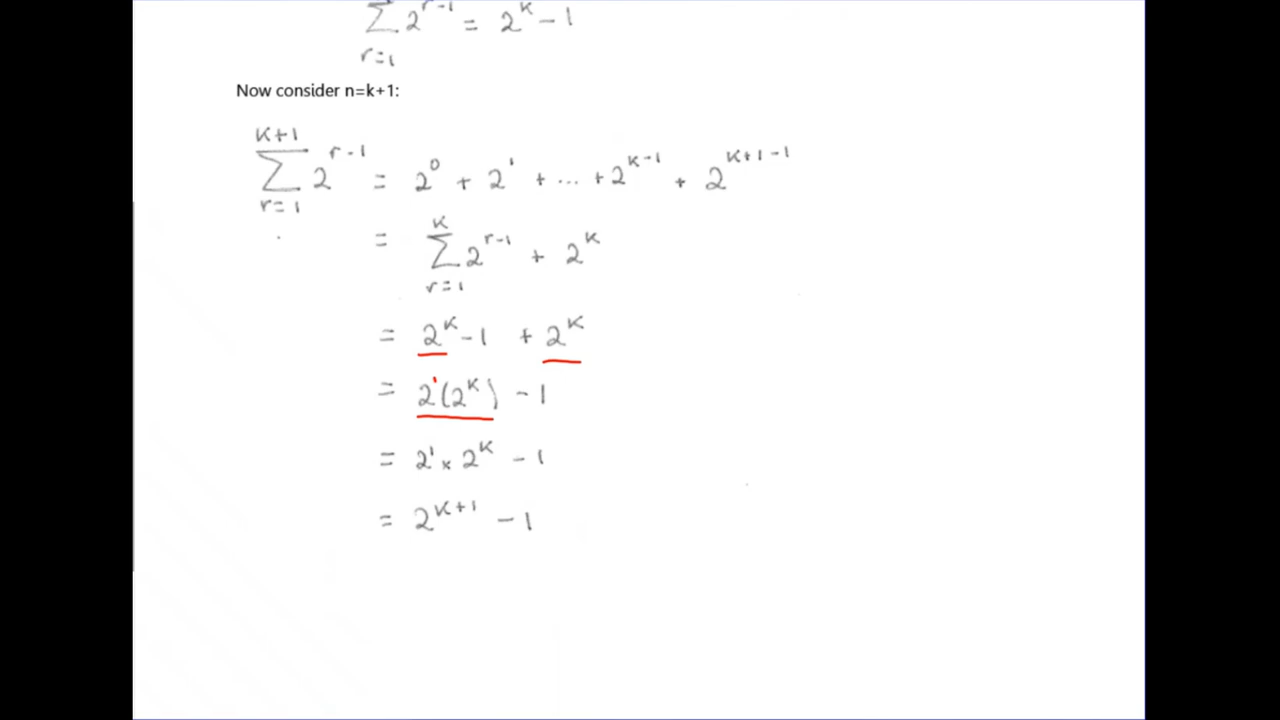 ∑_{r=1} 2^{r-1} = 2^k - 1
Now consider n=k+1:
∑_{r=1}^{k+1} 2^{r-1} = 2^0 + 2^1 + ... + 2^{k-1} + 2^{k+1-1}
= ∑_{r=1}^{k} 2^{r-1} + 2^k
= 2^k - 1 + 2^k
= 2^1(2^k) - 1
= 2^1 × 2^k - 1
= 2^{k+1} - 1